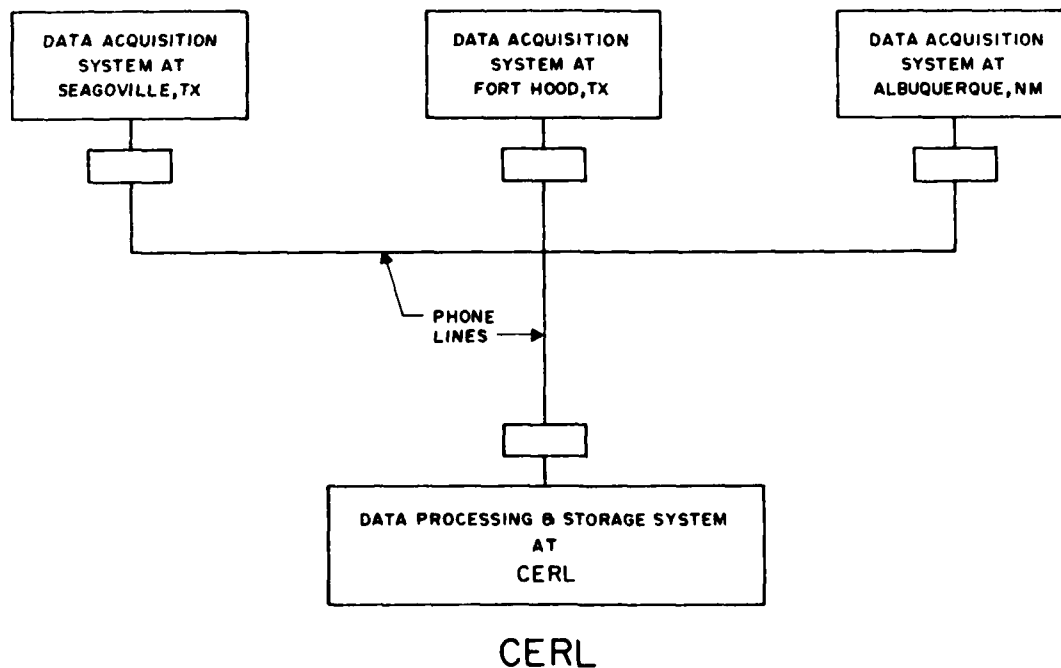 DATA ACQUISITION
SYSTEM AT
SEAGOVILLE, TX
DATA ACQUISITION
SYSTEM AT
FORT HOOD, TX
DATA ACQUISITION
SYSTEM AT
ALBUQUERQUE, NM
PHONE
LINES
DATA PROCESSING & STORAGE SYSTEM
AT
CERL
CERL